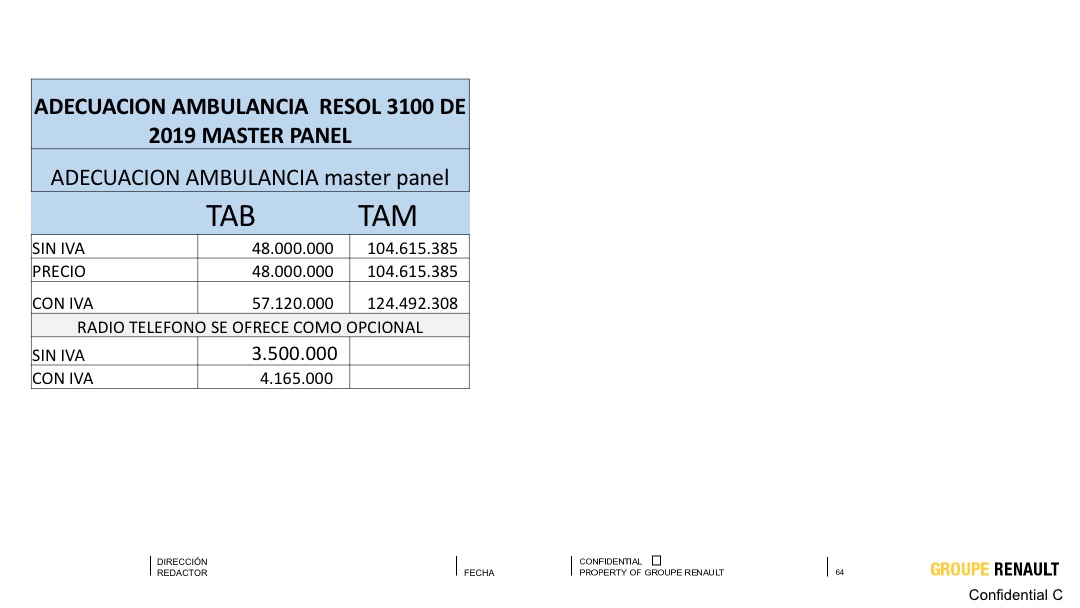 ADECUACION AMBULANCIA  RESOL 3100 DE
2019 MASTER PANEL
ADECUACION AMBULANCIA master panel
TAB TAM
SIN IVA 48.000.000 104.615.385
PRECIO 48.000.000 104.615.385
CON IVA 57.120.000 124.492.308
RADIO TELEFONO SE OFRECE COMO OPCIONAL
SIN IVA 3.500.000
CON IVA 4.165.000
DIRECCIÓN
REDACTOR
FECHA
CONFIDENTIAL
PROPERTY OF GROUPE RENAULT
64
GROUPE RENAULT
Confidential C